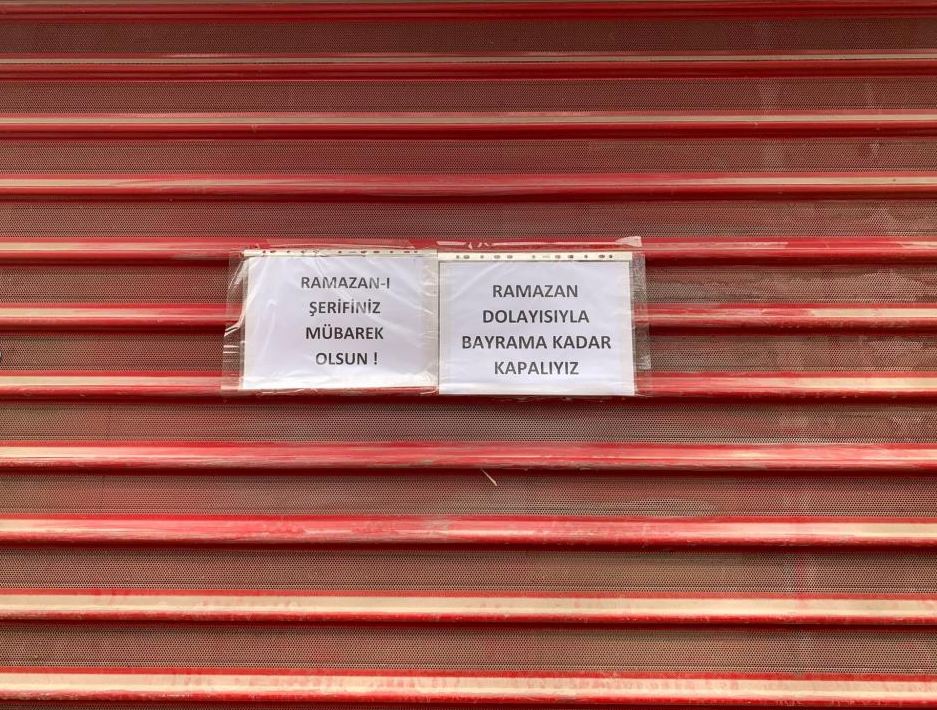 RAMAZAN-I
ŞERİFİNİZ
MÜBAREK
OLSUN !
RAMAZAN
DOLAYISIYLA
BAYRAMA KADAR
KAPALIYIZ